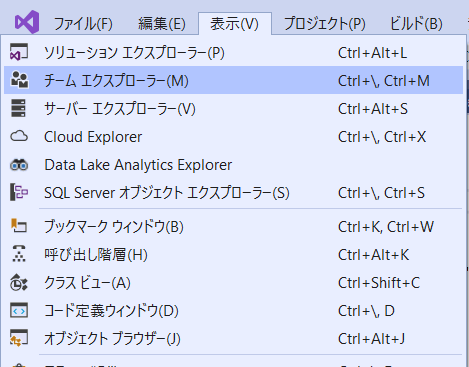 ファイル(F) 編集(E) 表示(V) プロジェクト(P) ビルド(B)
ソリューション エクスプローラー(P) Ctrl+Alt+L
チーム エクスプローラー(M) Ctrl+\, Ctrl+M
サーバー エクスプローラー(V) Ctrl+Alt+S
Cloud Explorer Ctrl+\, Ctrl+X
Data Lake Analytics Explorer
SQL Server オブジェクト エクスプローラー(S) Ctrl+\, Ctrl+S
ブックマーク ウィンドウ(B) Ctrl+K, Ctrl+W
呼び出し階層(H) Ctrl+Alt+K
クラス ビュー(A) Ctrl+Shift+C
コード定義ウィンドウ(D) Ctrl+\, D
オブジェクト ブラウザー(J) Ctrl+Alt+J